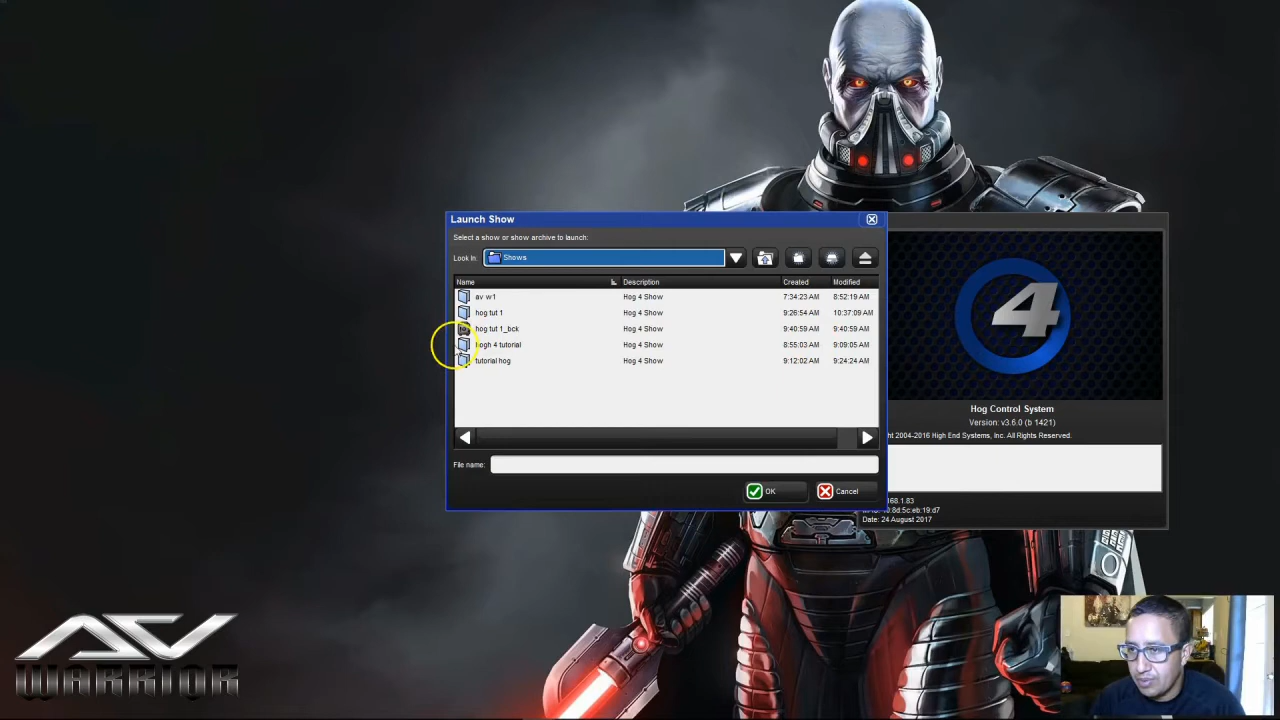 Launch Show
Select a show or show archive to launch:
Look In: Shows
Name Description Created Modified
av w1 Hog 4 Show 7:34:23 AM 8:52:19 AM
hog tut 1 Hog 4 Show 9:26:54 AM 10:37:09 AM
hog tut 1_bck Hog 4 Show 9:40:59 AM 9:40:59 AM
hogh 4 tutorial Hog 4 Show 8:55:03 AM 9:09:05 AM
tutorial hog Hog 4 Show 9:12:02 AM 9:24:24 AM
File name:
OK Cancel
4
Hog Control System
Version: v3.6.0 (b 1421)
ht 2004-2016 High End Systems, Inc. All Rights Reserved.
168.1.83
:8d:5c:eb:19:d7
Date: 24 August 2017
WARRIOR